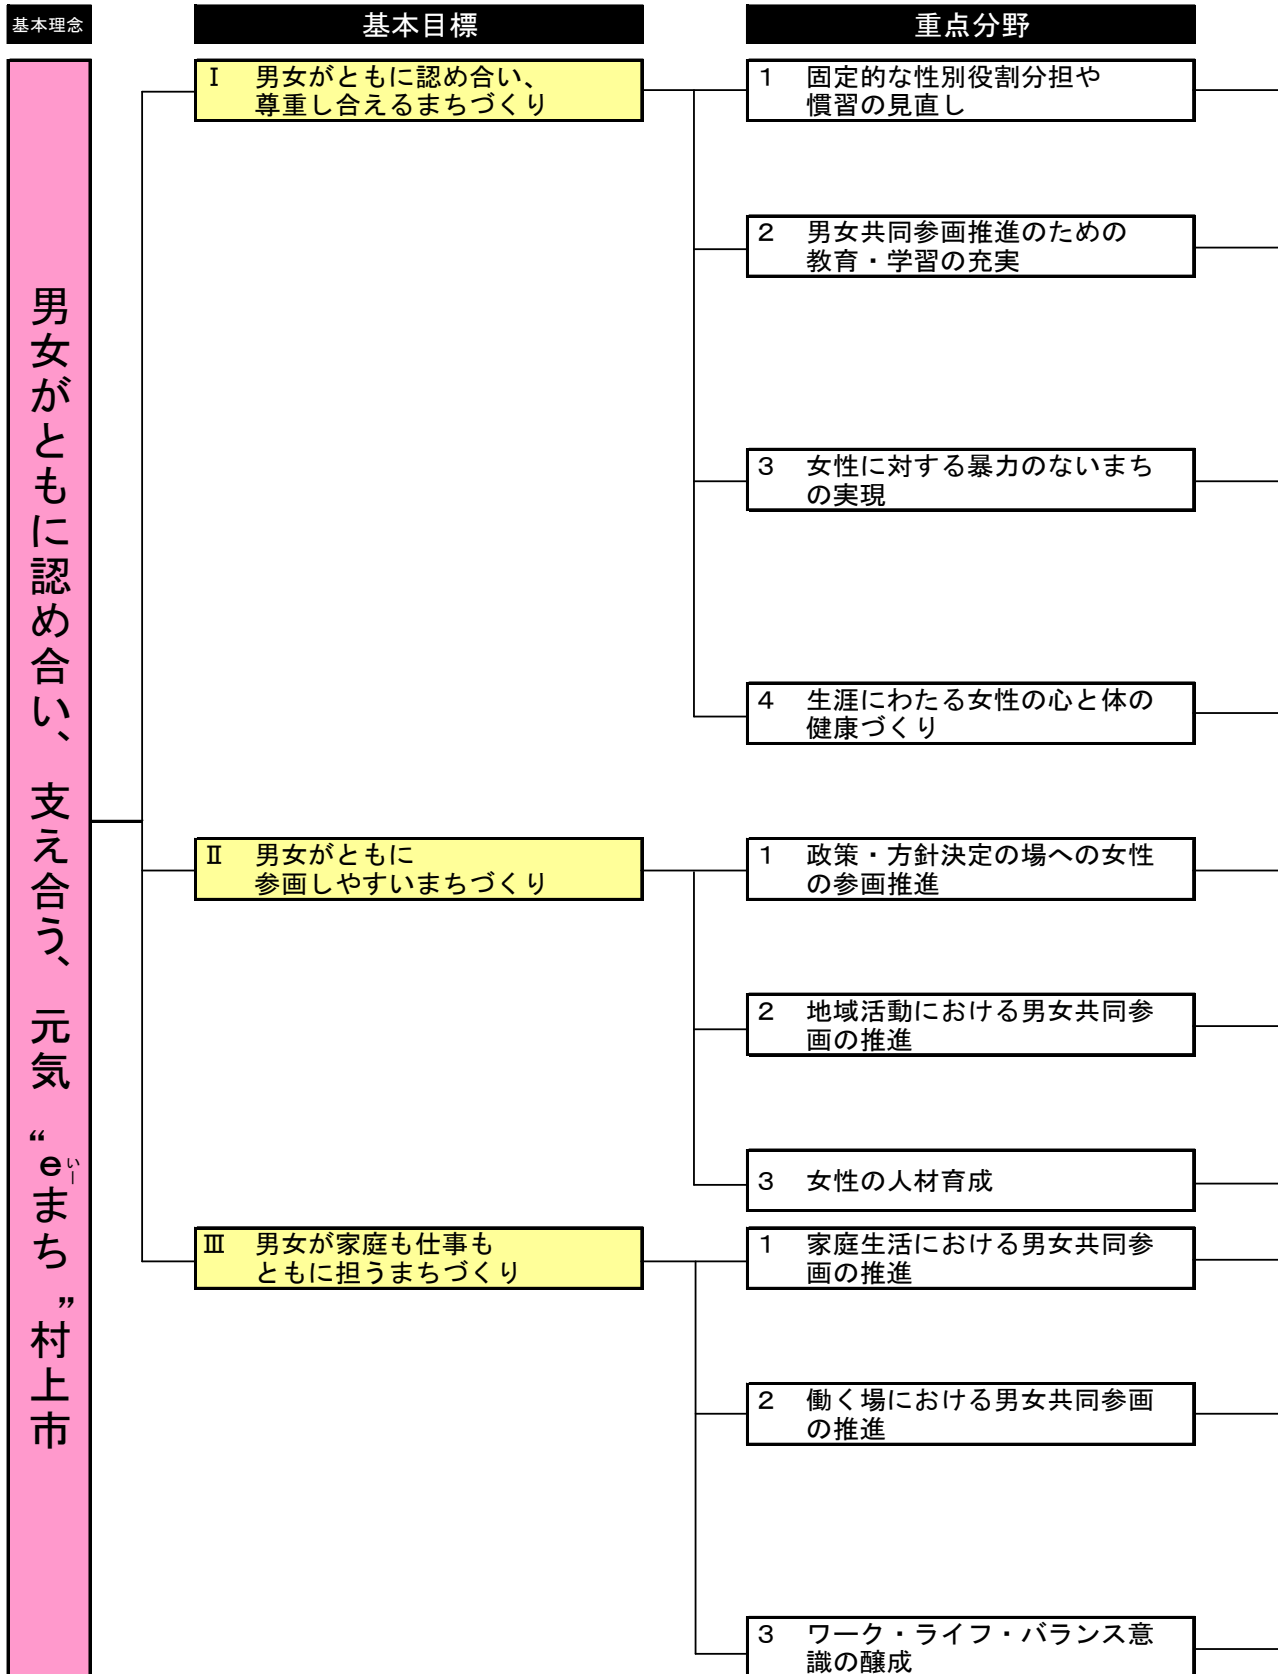 基本理念
基本目標
重点分野
男女がともに認め合い、支え合う、元気“eまち”村上市
いー
Ⅰ 男女がともに認め合い、
尊重し合えるまちづくり
1 固定的な性別役割分担や
慣習の見直し
2 男女共同参画推進のための
教育・学習の充実
3 女性に対する暴力のないまち
の実現
4 生涯にわたる女性の心と体の
健康づくり
Ⅱ 男女がともに
参画しやすいまちづくり
1 政策・方針決定の場への女性
の参画推進
2 地域活動における男女共同参
画の推進
3 女性の人材育成
Ⅲ 男女が家庭も仕事も
ともに担うまちづくり
1 家庭生活における男女共同参
画の推進
2 働く場における男女共同参画
の推進
3 ワーク・ライフ・バランス意
識の醸成